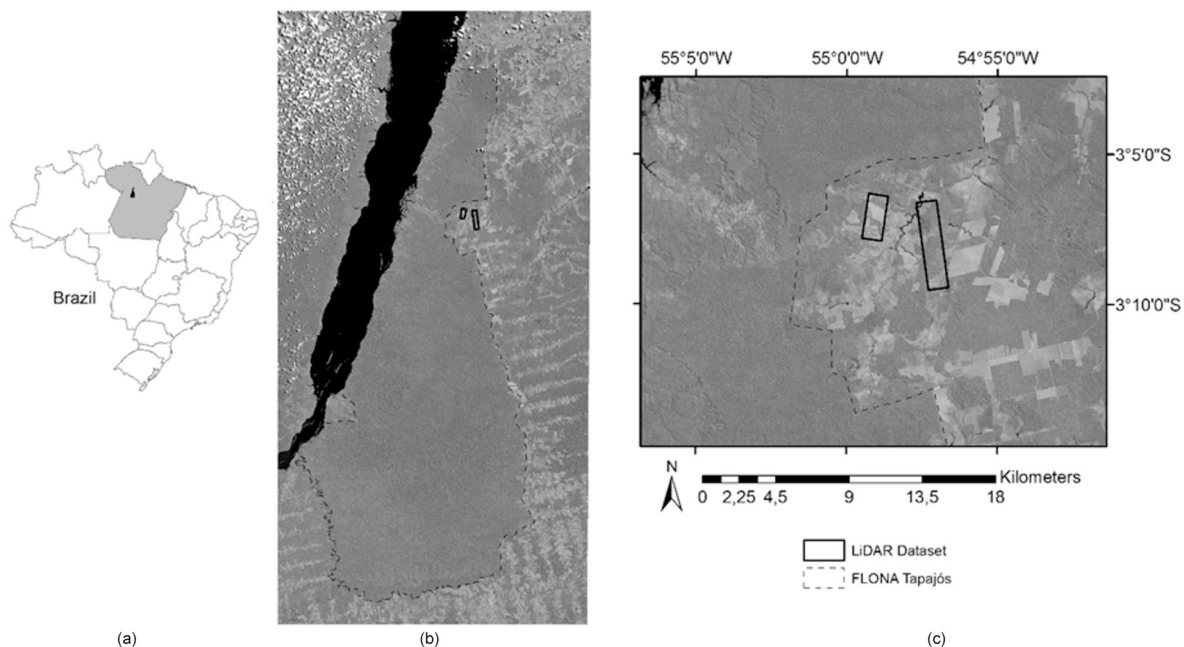 55°5'0"W 55°0'0"W 54°55'0"W
3°5'0"S
3°10'0"S
Brazil
N
Kilometers
0 2,25 4,5 9 13,5 18
LiDAR Dataset
FLONA Tapajós
(a) (b) (c)